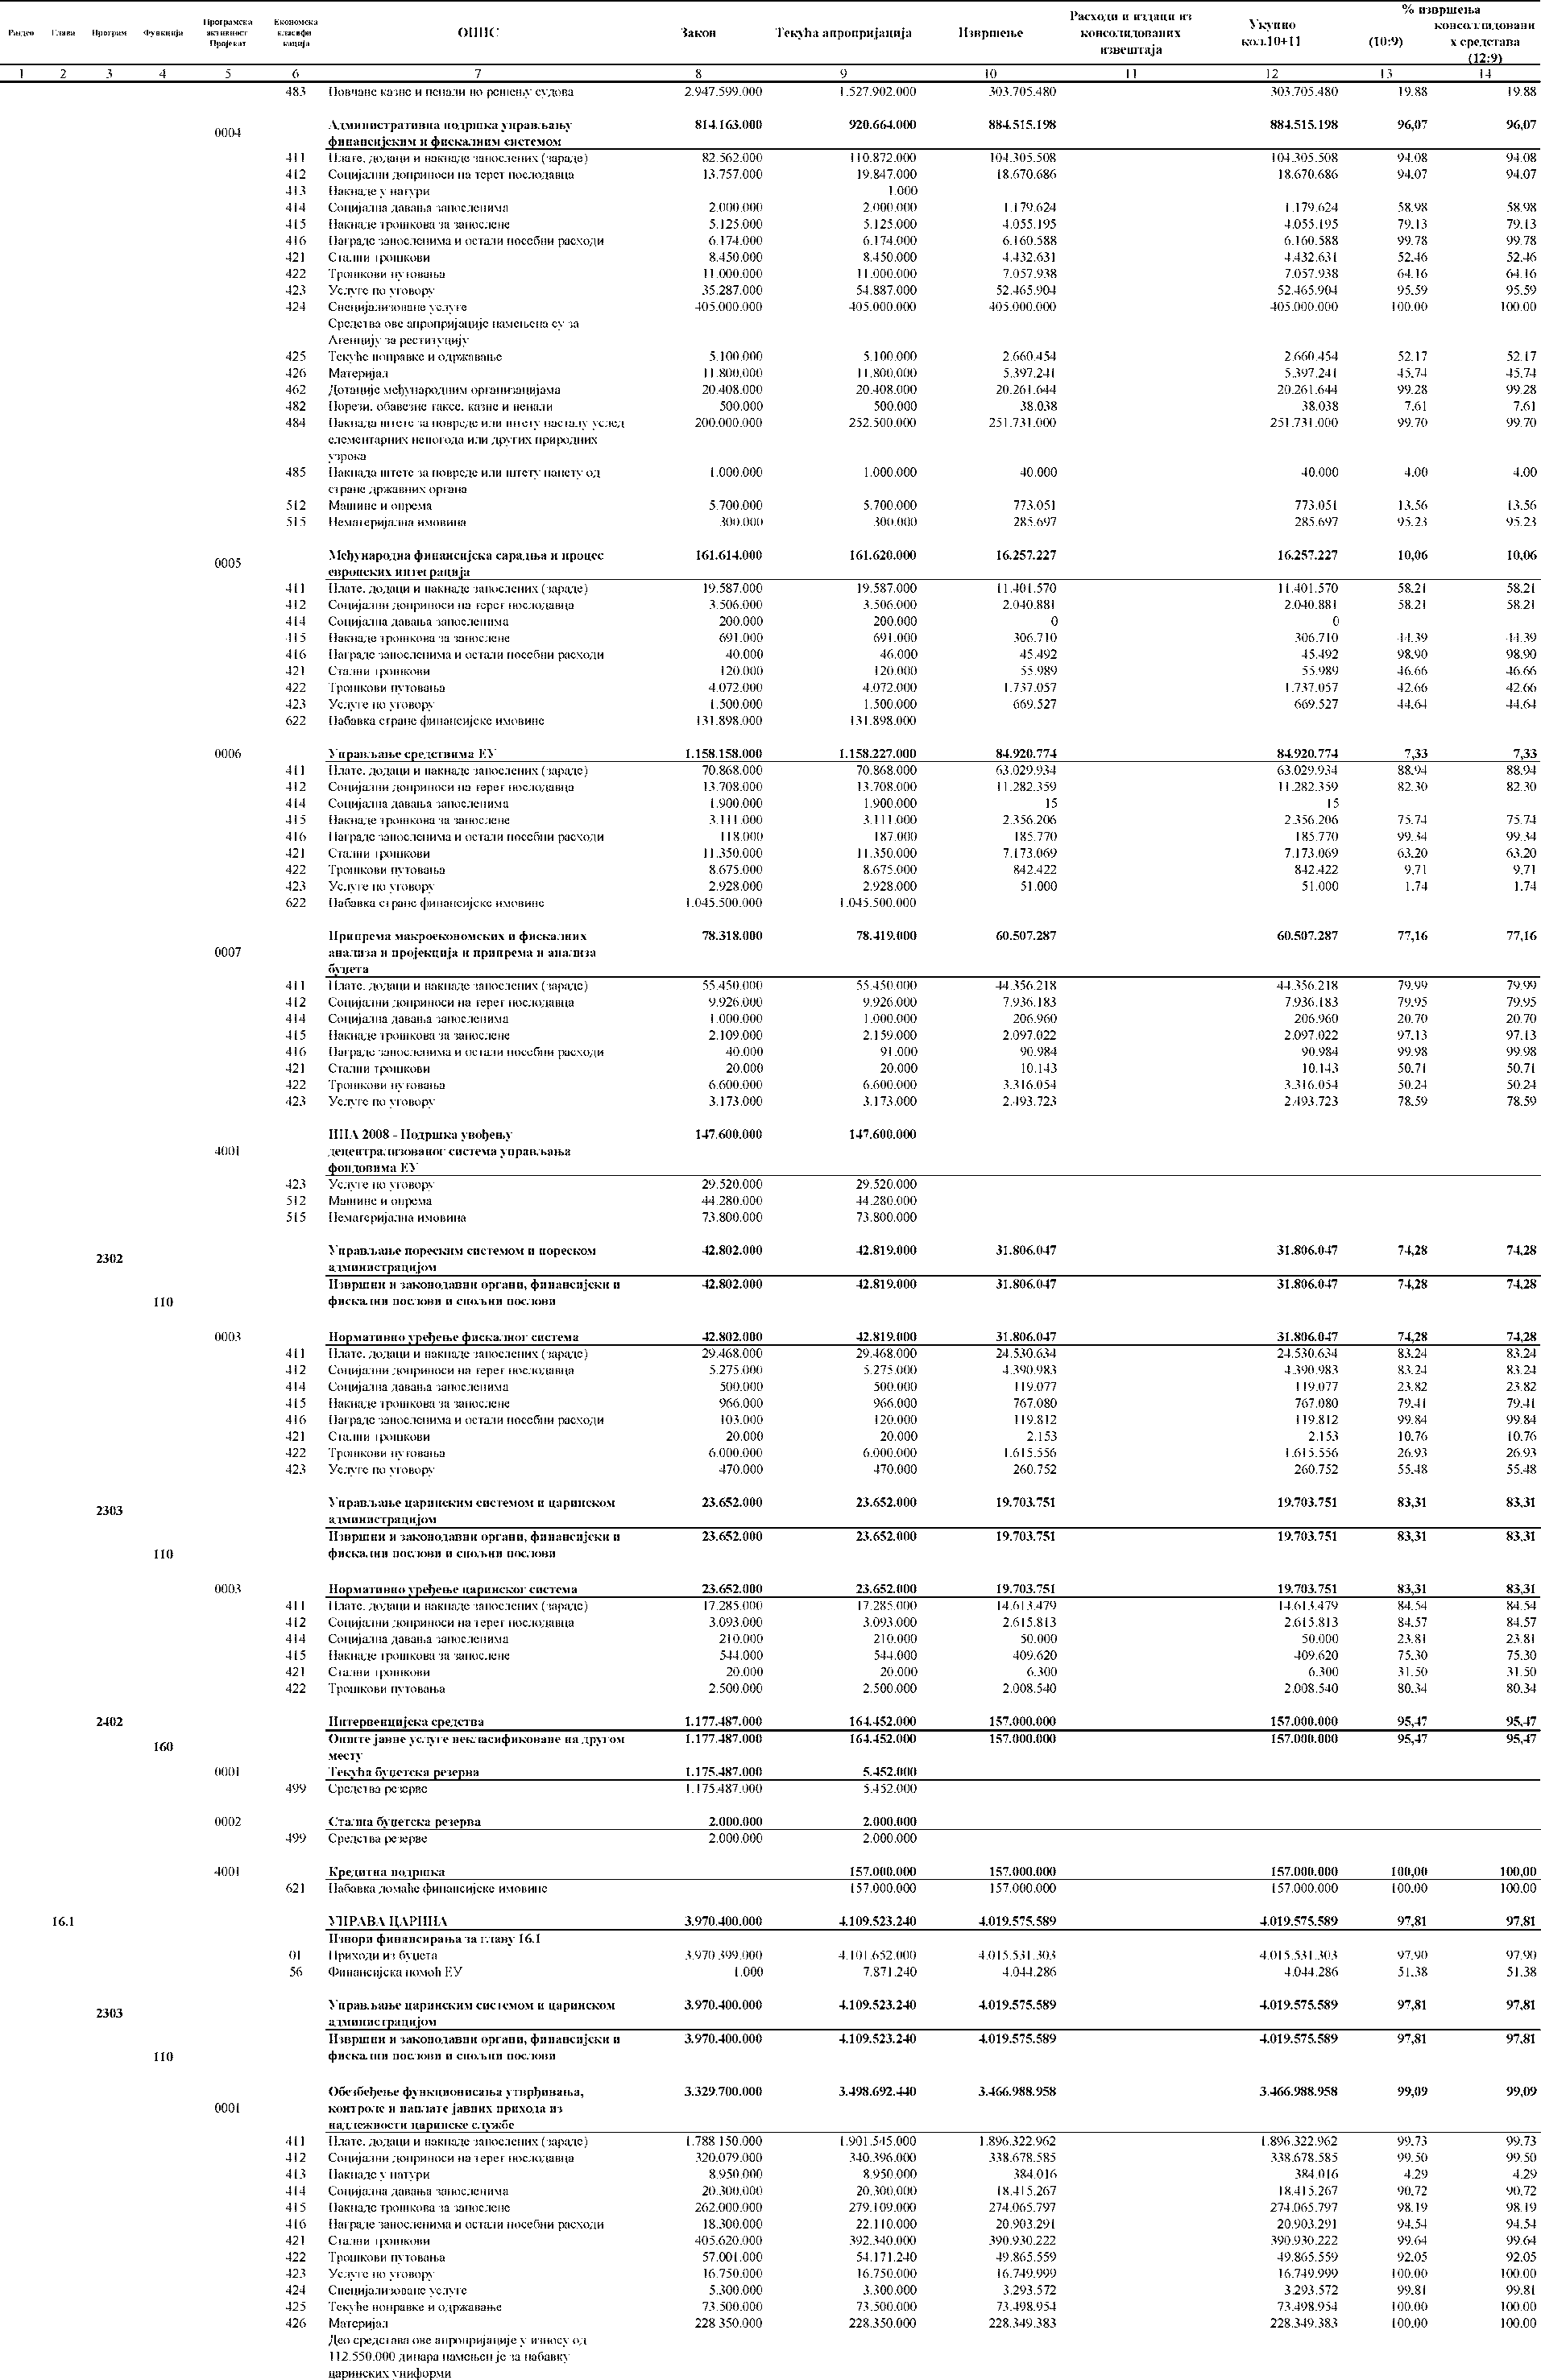 Раздео Глава Програм Функција Програмска активност Пројекат Економска класификација ОПИС Закон Текућа апропријација Извршење Расходи и издаци из консолидованих извештаја Укупно кол.10+11 % извршења (10:9) консолидованих средстава (12:9)
1 2 3 4 5 6 7 8 9 10 11 12 13 14
483 Новчане казне и пенали по решењу судова 2.947.599.000 1.527.902.000 303.705.480 303.705.480 19.88 19.88
0004 Административна подршка управљању 814.163.000 920.664.000 884.515.198 884.515.198 96,07 96,07
финансијским и фискалним системом
411 Плате, додаци и накнаде запослених (зараде) 82.562.000 110.872.000 104.305.508 104.305.508 94.08 94.08
412 Социјални доприноси на терет послодавца 13.757.000 19.847.000 18.670.686 18.670.686 94.07 94.07
413 Накнаде у натури 1.000
414 Социјална давања запосленима 2.000.000 2.000.000 1.179.624 1.179.624 58.98 58.98
415 Накнаде трошкова за запослене 5.125.000 5.125.000 4.055.195 4.055.195 79.13 79.13
416 Награде запосленима и остали посебни расходи 6.174.000 6.174.000 6.160.588 6.160.588 99.78 99.78
421 Стални трошкови 8.450.000 8.450.000 4.432.631 4.432.631 52.46 52.46
422 Трошкови путовања 11.000.000 11.000.000 7.057.938 7.057.938 64.16 64.16
423 Услуге по уговору 35.287.000 54.887.000 52.465.904 52.465.904 95.59 95.59
424 Специјализоване услуге 405.000.000 405.000.000 405.000.000 405.000.000 100.00 100.00
Средства ове апропријације намењена су за
Агенцију за реституцију
425 Текуће поправке и одржавање 5.100.000 5.100.000 2.660.454 2.660.454 52.17 52.17
426 Материјал 11.800.000 11.800.000 5.397.241 5.397.241 45.74 45.74
462 Дотације међународним организацијама 20.408.000 20.408.000 20.261.644 20.261.644 99.28 99.28
482 Порези, обавезне таксе, казне и пенали 500.000 500.000 38.038 38.038 7.61 7.61
484 Накнада штете за повреде или штету насталу услед 200.000.000 252.500.000 251.731.000 251.731.000 99.70 99.70
елементарних непогода или других природних
узрока
485 Накнада штете за повреде или штету нанету од 1.000.000 1.000.000 40.000 40.000 4.00 4.00
стране државних органа
512 Машине и опрема 5.700.000 5.700.000 773.051 773.051 13.56 13.56
515 Нематеријална имовина 300.000 300.000 285.697 285.697 95.23 95.23
0005 Међународна финансијска сарадња и процес 161.614.000 161.620.000 16.257.227 16.257.227 10,06 10,06
европских интеграција
411 Плате, додаци и накнаде запослених (зараде) 19.587.000 19.587.000 11.401.570 11.401.570 58.21 58.21
412 Социјални доприноси на терет послодавца 3.506.000 3.506.000 2.040.881 2.040.881 58.21 58.21
414 Социјална давања запосленима 200.000 200.000 0 0
415 Накнаде трошкова за запослене 691.000 691.000 306.710 306.710 44.39 44.39
416 Награде запосленима и остали посебни расходи 40.000 46.000 45.492 45.492 98.90 98.90
421 Стални трошкови 120.000 120.000 55.989 55.989 46.66 46.66
422 Трошкови путовања 4.072.000 4.072.000 1.737.057 1.737.057 42.66 42.66
423 Услуге по уговору 1.500.000 1.500.000 669.527 669.527 44.64 44.64
622 Набавка стране финансијске имовине 131.898.000 131.898.000
0006 Управљање средствима ЕУ 1.158.158.000 1.158.227.000 84.920.774 84.920.774 7,33 7,33
411 Плате, додаци и накнаде запослених (зараде) 70.868.000 70.868.000 63.029.934 63.029.934 88.94 88.94
412 Социјални доприноси на терет послодавца 13.708.000 13.708.000 11.282.359 11.282.359 82.30 82.30
414 Социјална давања запосленима 1.900.000 1.900.000 15 15
415 Накнаде трошкова за запослене 3.111.000 3.111.000 2.356.206 2.356.206 75.74 75.74
416 Награде запосленима и остали посебни расходи 118.000 187.000 185.770 185.770 99.34 99.34
421 Стални трошкови 11.350.000 11.350.000 7.173.069 7.173.069 63.20 63.20
422 Трошкови путовања 8.675.000 8.675.000 842.422 842.422 9.71 9.71
423 Услуге по уговору 2.928.000 2.928.000 51.000 51.000 1.74 1.74
622 Набавка стране финансијске имовине 1.045.500.000 1.045.500.000
0007 Припрема макроекономских и фискалних 78.318.000 78.419.000 60.507.287 60.507.287 77,16 77,16
анализа и пројекција и припрема и анализа
буџета
411 Плате, додаци и накнаде запослених (зараде) 55.450.000 55.450.000 44.356.218 44.356.218 79.99 79.99
412 Социјални доприноси на терет послодавца 9.926.000 9.926.000 7.936.183 7.936.183 79.95 79.95
414 Социјална давања запосленима 1.000.000 1.000.000 206.960 206.960 20.70 20.70
415 Накнаде трошкова за запослене 2.109.000 2.159.000 2.097.022 2.097.022 97.13 97.13
416 Награде запосленима и остали посебни расходи 40.000 91.000 90.984 90.984 99.98 99.98
421 Стални трошкови 20.000 20.000 10.143 10.143 50.71 50.71
422 Трошкови путовања 6.600.000 6.600.000 3.316.054 3.316.054 50.24 50.24
423 Услуге по уговору 3.173.000 3.173.000 2.493.723 2.493.723 78.59 78.59
4001 ИПА 2008 - Подршка увођењу 147.600.000 147.600.000
децентрализованог система управљања
фондовима ЕУ
423 Услуге по уговору 29.520.000 29.520.000
512 Машине и опрема 44.280.000 44.280.000
515 Нематеријална имовина 73.800.000 73.800.000
2302 Управљање пореским системом и пореском 42.802.000 42.819.000 31.806.047 31.806.047 74,28 74,28
администрацијом
110 Извршни и законодавни органи, финансијски и 42.802.000 42.819.000 31.806.047 31.806.047 74,28 74,28
фискални послови и спољни послови
0003 Нормативно уређење фискалног система 42.802.000 42.819.000 31.806.047 31.806.047 74,28 74,28
411 Плате, додаци и накнаде запослених (зараде) 29.468.000 29.468.000 24.530.634 24.530.634 83.24 83.24
412 Социјални доприноси на терет послодавца 5.275.000 5.275.000 4.390.983 4.390.983 83.24 83.24
414 Социјална давања запосленима 500.000 500.000 119.077 119.077 23.82 23.82
415 Накнаде трошкова за запослене 966.000 966.000 767.080 767.080 79.41 79.41
416 Награде запосленима и остали посебни расходи 103.000 120.000 119.812 119.812 99.84 99.84
421 Стални трошкови 20.000 20.000 2.153 2.153 10.76 10.76
422 Трошкови путовања 6.000.000 6.000.000 1.615.556 1.615.556 26.93 26.93
423 Услуге по уговору 470.000 470.000 260.752 260.752 55.48 55.48
2303 Управљање царинским системом и царинском 23.652.000 23.652.000 19.703.751 19.703.751 83,31 83,31
администрацијом
110 Извршни и законодавни органи, финансијски и 23.652.000 23.652.000 19.703.751 19.703.751 83,31 83,31
фискални послови и спољни послови
0003 Нормативно уређење царинског система 23.652.000 23.652.000 19.703.751 19.703.751 83,31 83,31
411 Плате, додаци и накнаде запослених (зараде) 17.285.000 17.285.000 14.613.479 14.613.479 84.54 84.54
412 Социјални доприноси на терет послодавца 3.093.000 3.093.000 2.615.813 2.615.813 84.57 84.57
414 Социјална давања запосленима 210.000 210.000 50.000 50.000 23.81 23.81
415 Накнаде трошкова за запослене 544.000 544.000 409.620 409.620 75.30 75.30
421 Стални трошкови 20.000 20.000 6.300 6.300 31.50 31.50
422 Трошкови путовања 2.500.000 2.500.000 2.008.540 2.008.540 80.34 80.34
2402 Интервенцијска средства 1.177.487.000 164.452.000 157.000.000 157.000.000 95,47 95,47
160 Опште јавне услуге некласификоване на другом 1.177.487.000 164.452.000 157.000.000 157.000.000 95,47 95,47
месту
0001 Текућа буџетска резерва 1.175.487.000 5.452.000
499 Средства резерве 1.175.487.000 5.452.000
0002 Стална буџетска резерва 2.000.000 2.000.000
499 Средства резерве 2.000.000 2.000.000
4001 Кредитна подршка 157.000.000 157.000.000 157.000.000 100,00 100,00
621 Набавка домаће финансијске имовине 157.000.000 157.000.000 157.000.000 100.00 100.00
16.1 УПРАВА ЦАРИНА 3.970.400.000 4.109.523.240 4.019.575.589 4.019.575.589 97,81 97,81
Извори финансирања за главу 16.1
01 Приходи из буџета 3.970.399.000 4.101.652.000 4.015.531.303 4.015.531.303 97.90 97.90
56 Финансијска помоћ ЕУ 1.000 7.871.240 4.044.286 4.044.286 51.38 51.38
2303 Управљање царинским системом и царинском 3.970.400.000 4.109.523.240 4.019.575.589 4.019.575.589 97,81 97,81
администрацијом
110 Извршни и законодавни органи, финансијски и 3.970.400.000 4.109.523.240 4.019.575.589 4.019.575.589 97,81 97,81
фискални послови и спољни послови
0001 Обезбеђење функционисања утврђивања, 3.329.700.000 3.498.692.440 3.466.988.958 3.466.988.958 99,09 99,09
контроле и наплате јавних прихода из
надлежности царинске службе
411 Плате, додаци и накнаде запослених (зараде) 1.788.150.000 1.901.545.000 1.896.322.962 1.896.322.962 99.73 99.73
412 Социјални доприноси на терет послодавца 320.079.000 340.396.000 338.678.585 338.678.585 99.50 99.50
413 Накнаде у натури 8.950.000 8.950.000 384.016 384.016 4.29 4.29
414 Социјална давања запосленима 20.300.000 20.300.000 18.415.267 18.415.267 90.72 90.72
415 Накнаде трошкова за запослене 262.000.000 279.109.000 274.065.797 274.065.797 98.19 98.19
416 Награде запосленима и остали посебни расходи 18.300.000 22.110.000 20.903.291 20.903.291 94.54 94.54
421 Стални трошкови 405.620.000 392.340.000 390.930.222 390.930.222 99.64 99.64
422 Трошкови путовања 57.001.000 54.171.240 49.865.559 49.865.559 92.05 92.05
423 Услуге по уговору 16.750.000 16.750.000 16.749.999 16.749.999 100.00 100.00
424 Специјализоване услуге 5.300.000 3.300.000 3.293.572 3.293.572 99.81 99.81
425 Текуће поправке и одржавање 73.500.000 73.500.000 73.498.954 73.498.954 100.00 100.00
426 Материјал 228.350.000 228.350.000 228.349.383 228.349.383 100.00 100.00
Део средстава ове апропријације у износу од
112.550.000 динара намењен је за набавку
царинских униформи